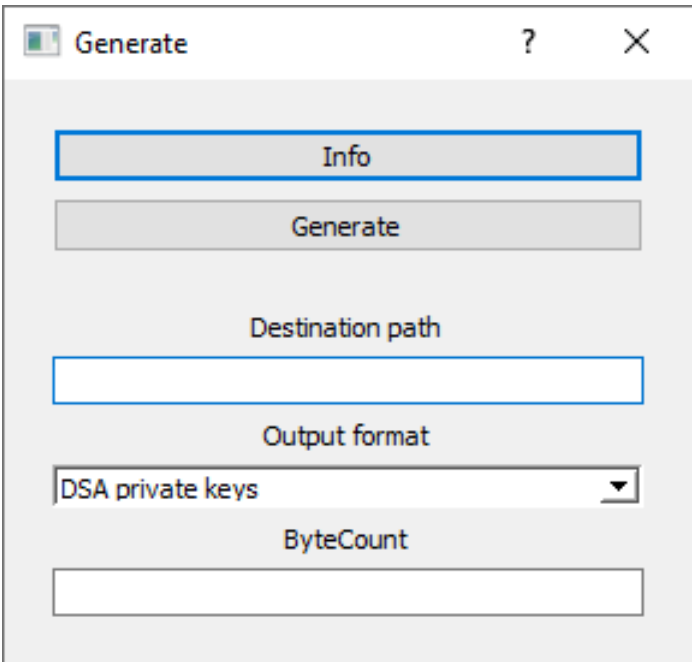 Generate ?
Info
Generate
Destination path
Output format
DSA private keys
ByteCount